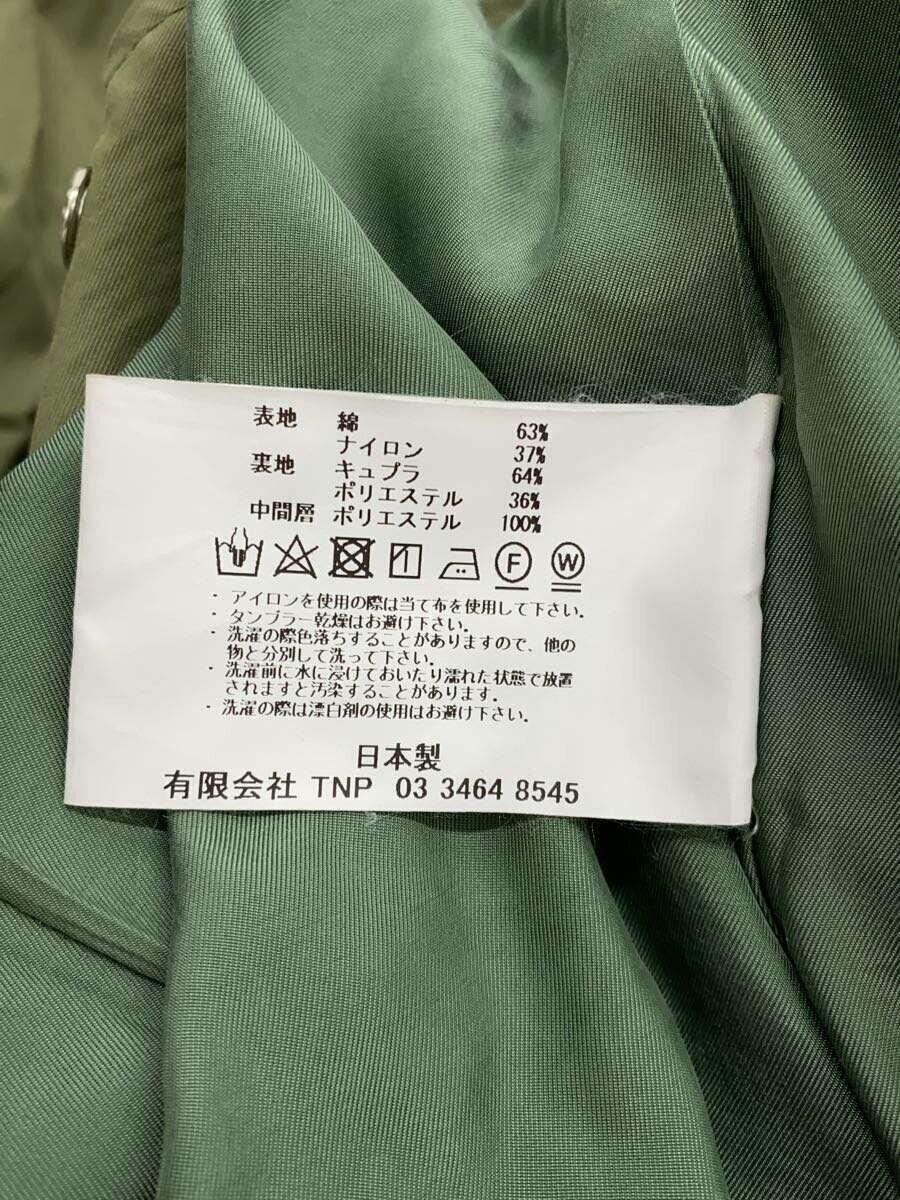 表地 綿 63%
ナイロン 37%
裏地 キュプラ 64%
ポリエステル 36%
中間層 ポリエステル 100%
F W
・アイロンを使用の際は当て布を使用して下さい。
・タンブラー乾燥はお避け下さい。
・洗濯の際色落ちすることがありますので、他の
物と分別して洗って下さい。
・洗濯前に水に浸けておいたり濡れた状態で放置
されますと汚染することがあります。
・洗濯の際は漂白剤の使用はお避け下さい。
日本製
有限会社 TNP 03 3464 8545